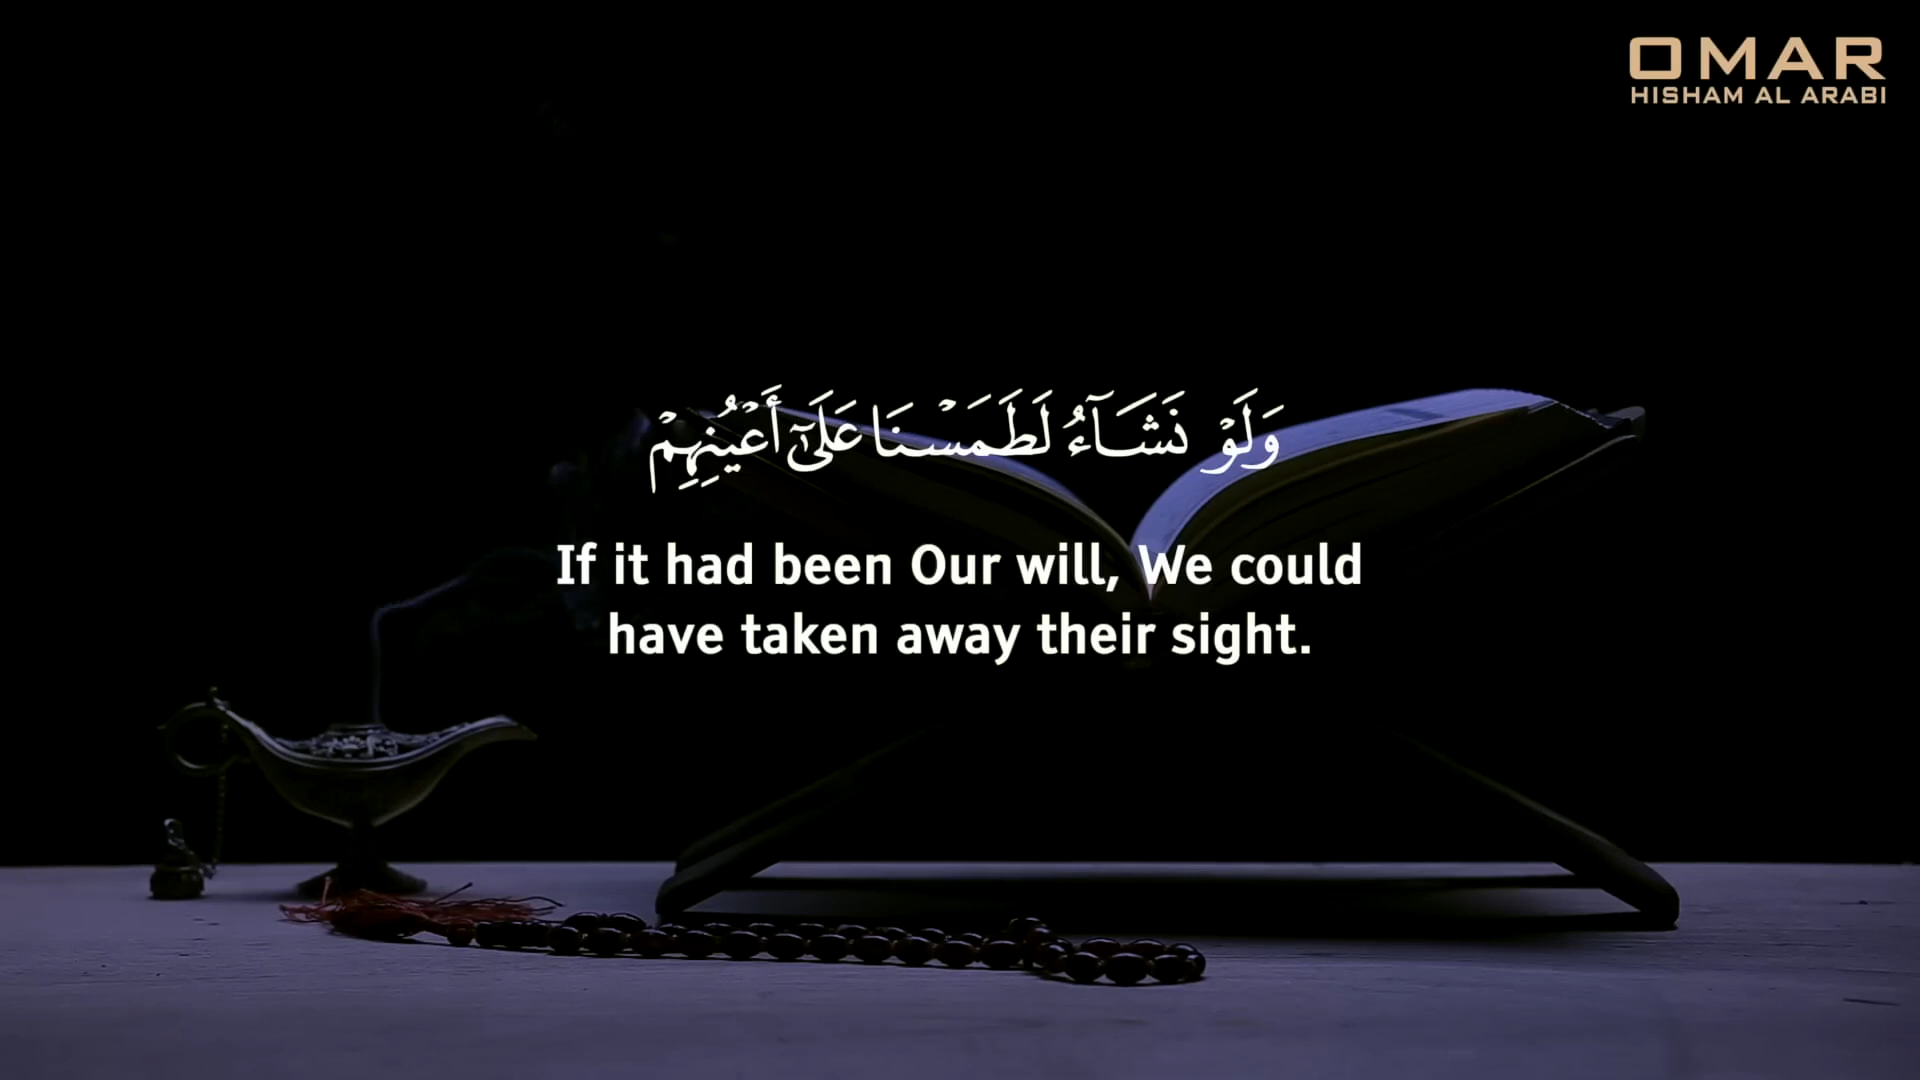 OMAR
HISHAM AL ARABI
وَلَوْ نَشَآءُ لَطَمَسْنَا عَلَىٰٓ أَعْيُنِهِمْ
If it had been Our will, We could
have taken away their sight.